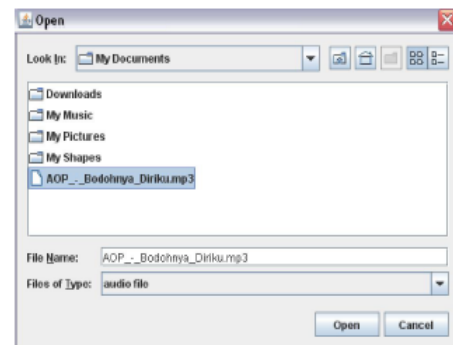 Open
Look In: My Documents
Downloads
My Music
My Pictures
My Shapes
AOP_-_Bodohnya_Diriku.mp3
File Name: AOP_-_Bodohnya_Diriku.mp3
Files of Type: audio file
Open Cancel